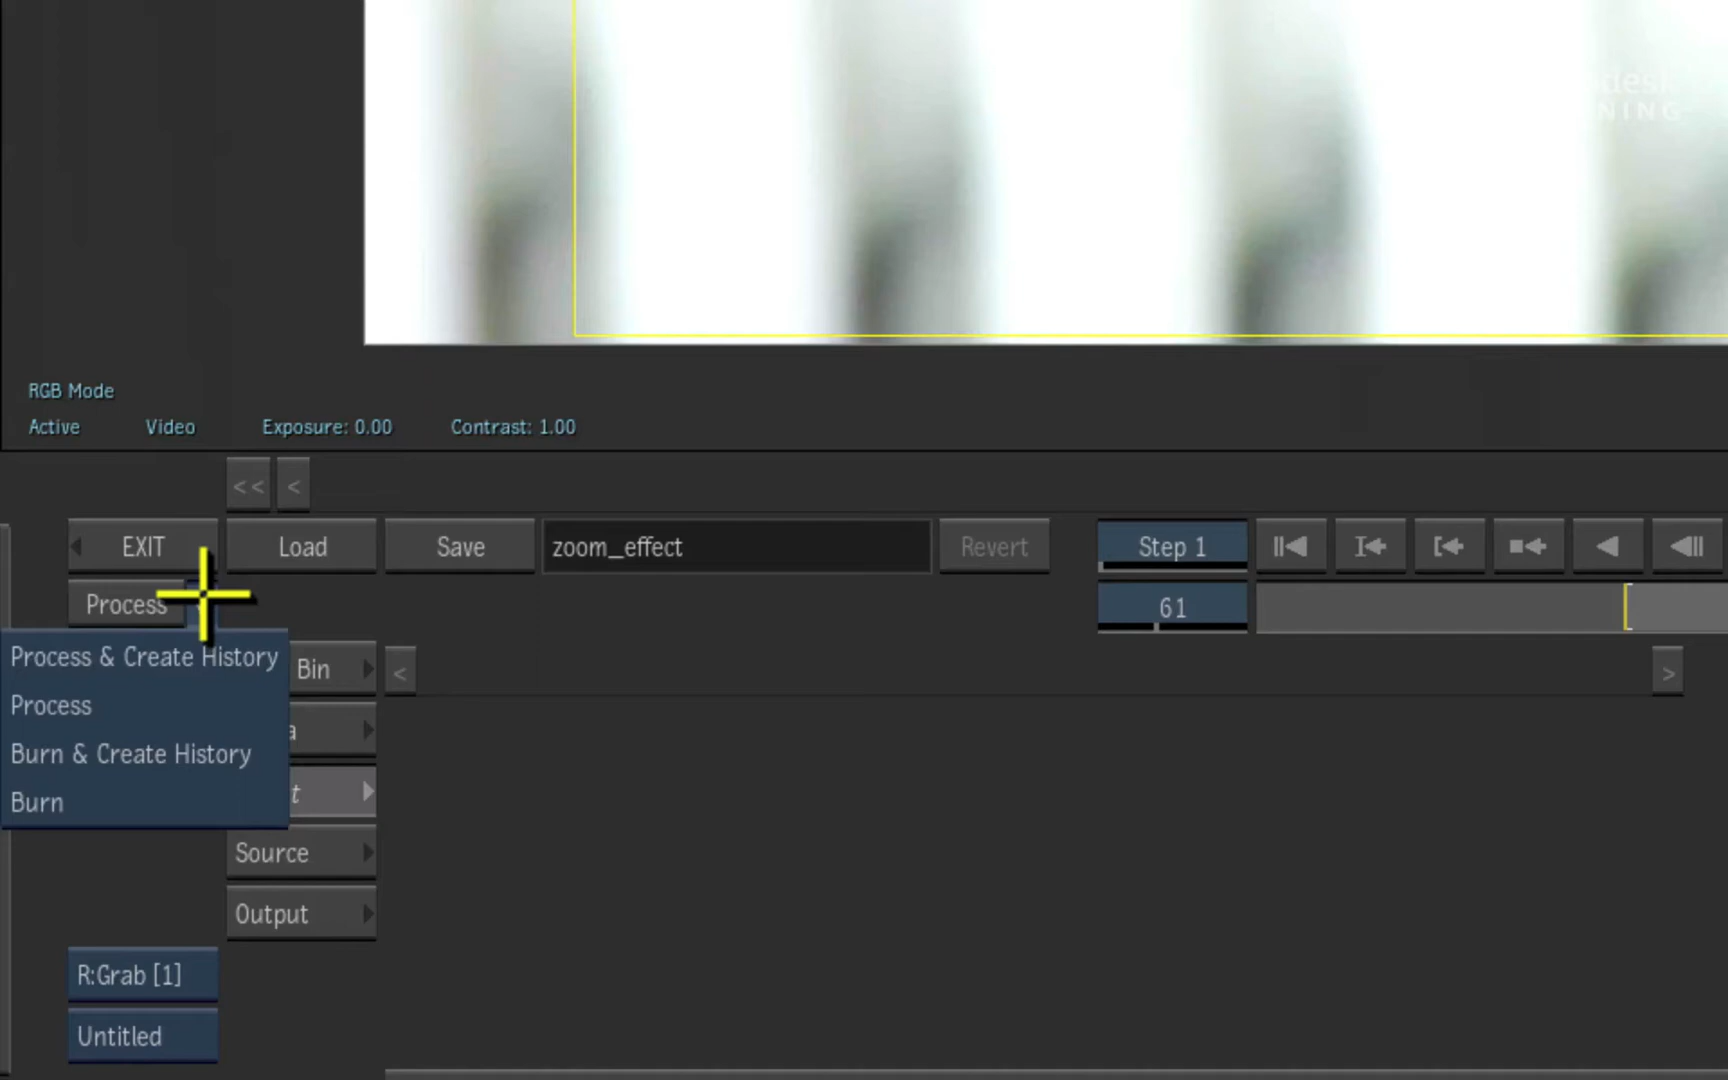 NING
RGB Mode
Active Video Exposure: 0.00 Contrast: 1.00
<< <
EXIT Load Save zoom_effect Revert Step 1
Process 61
Process & Create History
Bin < >
Process
Burn & Create History
Burn
Source
Output
R:Grab [1]
Untitled